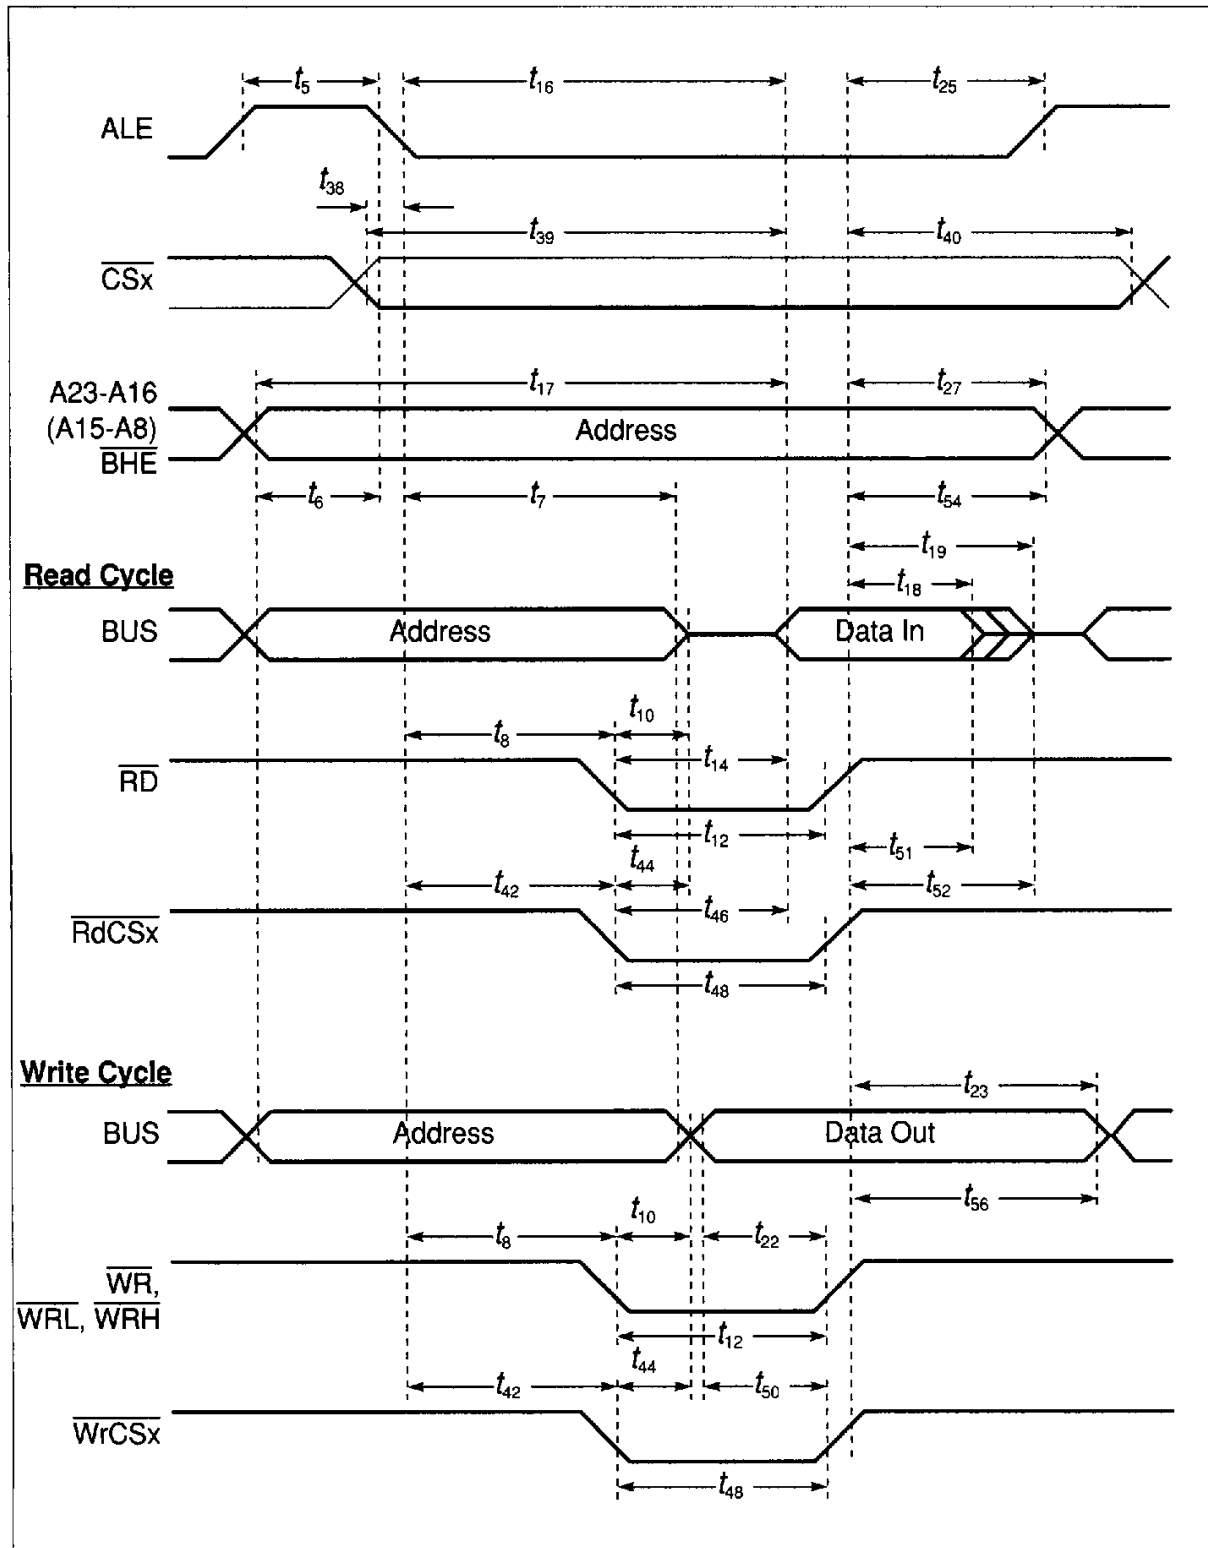 t5 t16 t25
ALE
t38
t39 t40
CSx
t17 t27
A23-A16
(A15-A8)
BHE
Address
t6 t7 t54
t19
Read Cycle
t18
BUS Address Data In
t10
t8
t14
RD
t12 t51
t44
t42 t52
t46
RdCSx
t48
Write Cycle
t23
BUS Address Data Out
t56
t10
t8 t22
WR,
WRL, WRH
t12
t44
t42 t50
WrCSx
t48